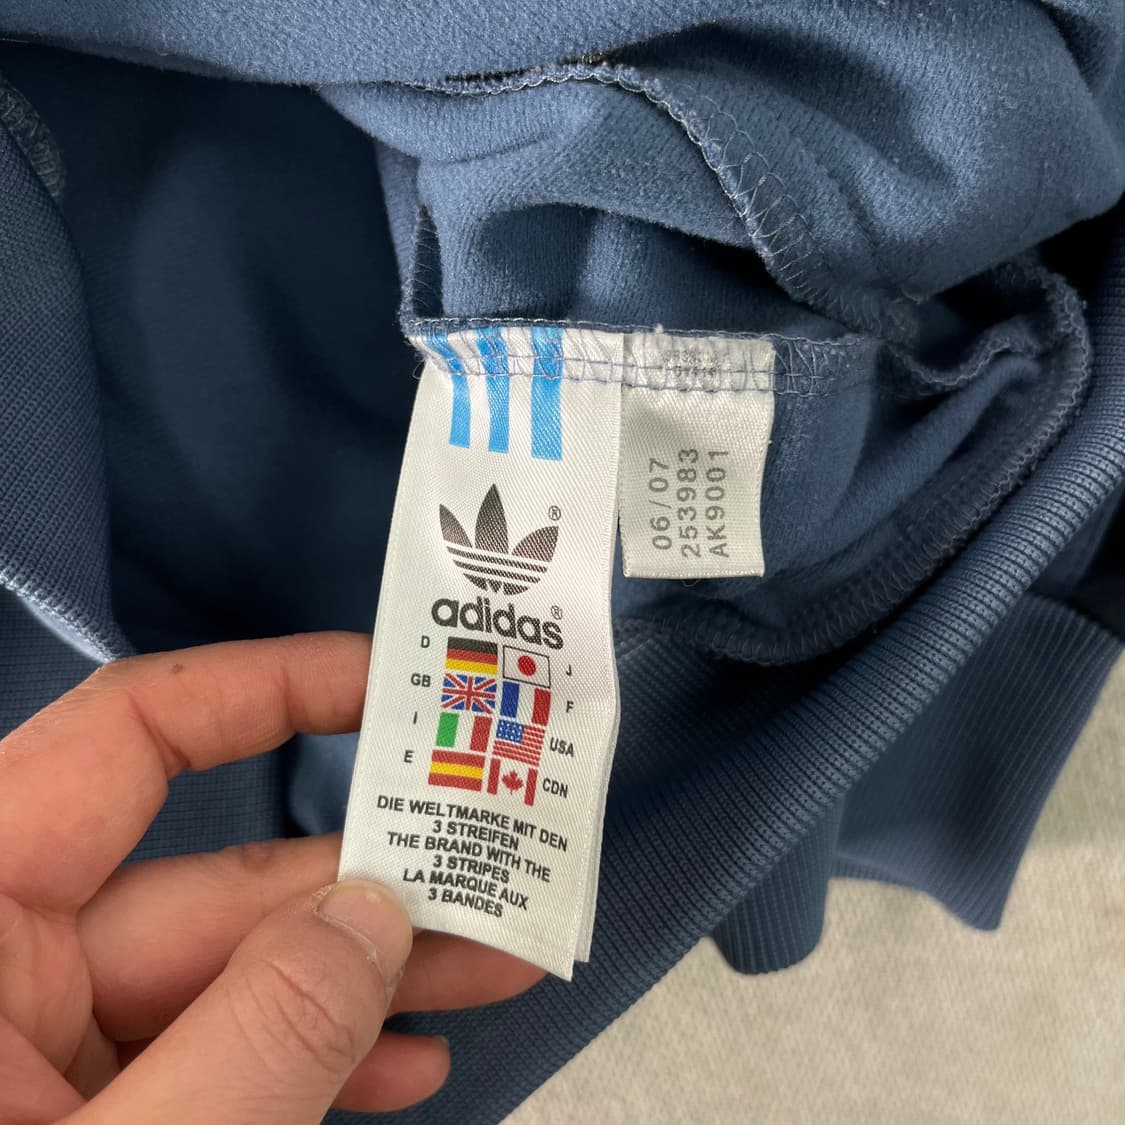 ®
adidas®
D
J
GB
F
I
USA
E
CDN
DIE WELTMARKE MIT DEN
3 STREIFEN
THE BRAND WITH THE
3 STRIPES
LA MARQUE AUX
3 BANDES
06/07
253983
AK9001